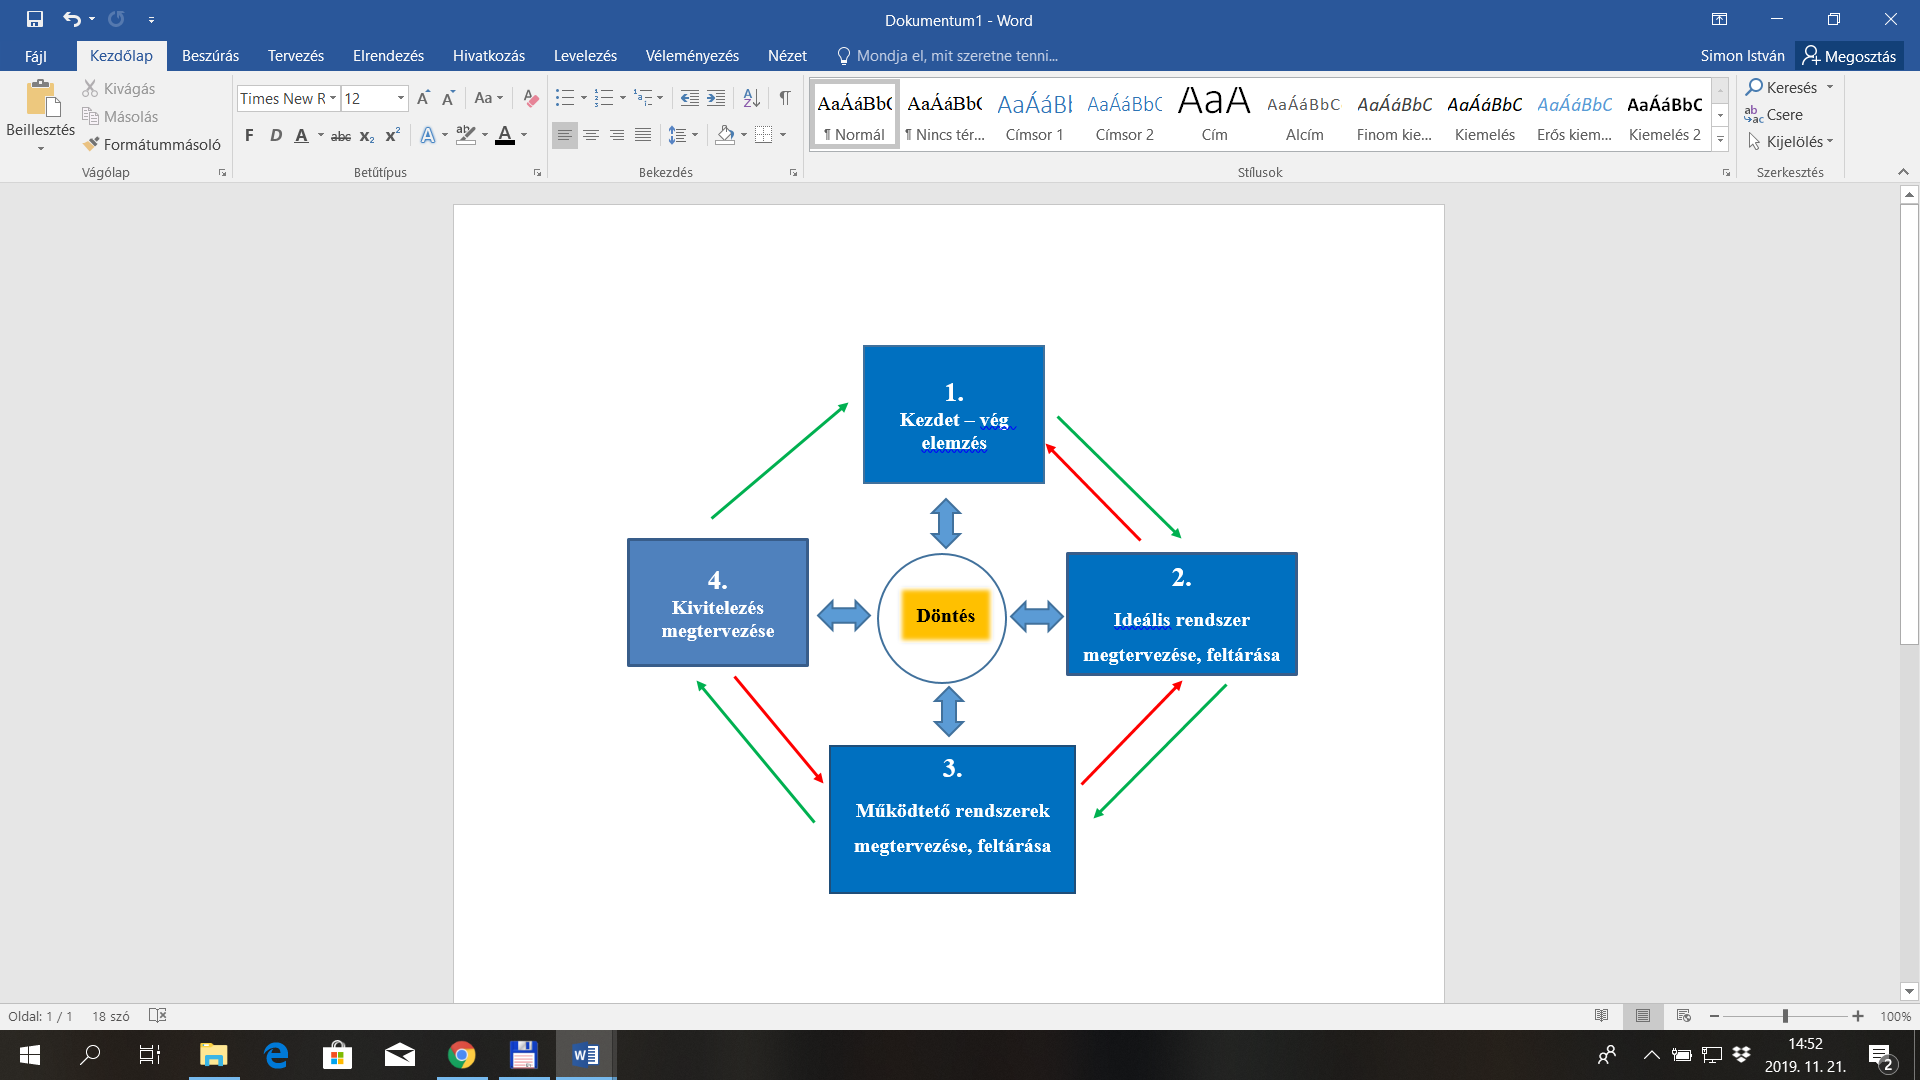 Dokumentum1 - Word
Fájl Kezdőlap Beszúrás Tervezés Elrendezés Hivatkozás Levelezés Véleményezés Nézet Mondja el, mit szeretne tenni... Simon István Megosztás
Beillesztés
Kivágás
Másolás
Formátummásoló
Vágólap
Times New R 12
F D A abc x₂ x² A A
Betűtípus
Bekezdés
AaÁáBbC AaÁáBbC AaÁáBl AaÁáBbC AaA AaÁáBbC AaÁáBbC AaÁáBbC AaÁáBbC AaÁáBbC
¶ Normál ¶ Nincs tér... Címsor 1 Címsor 2 Cím Alcím Finom kie... Kiemelés Erős kiem... Kiemelés 2
Stílusok
Keresés
Csere
Kijelölés
Szerkesztés
1.
Kezdet – vég
elemzés
2.
Ideális rendszer
megtervezése, feltárása
3.
Működtető rendszerek
megtervezése, feltárása
4.
Kivitelezés
megtervezése
Döntés
Oldal: 1 / 1 18 szó 100%
14:52
2019. 11. 21.
2